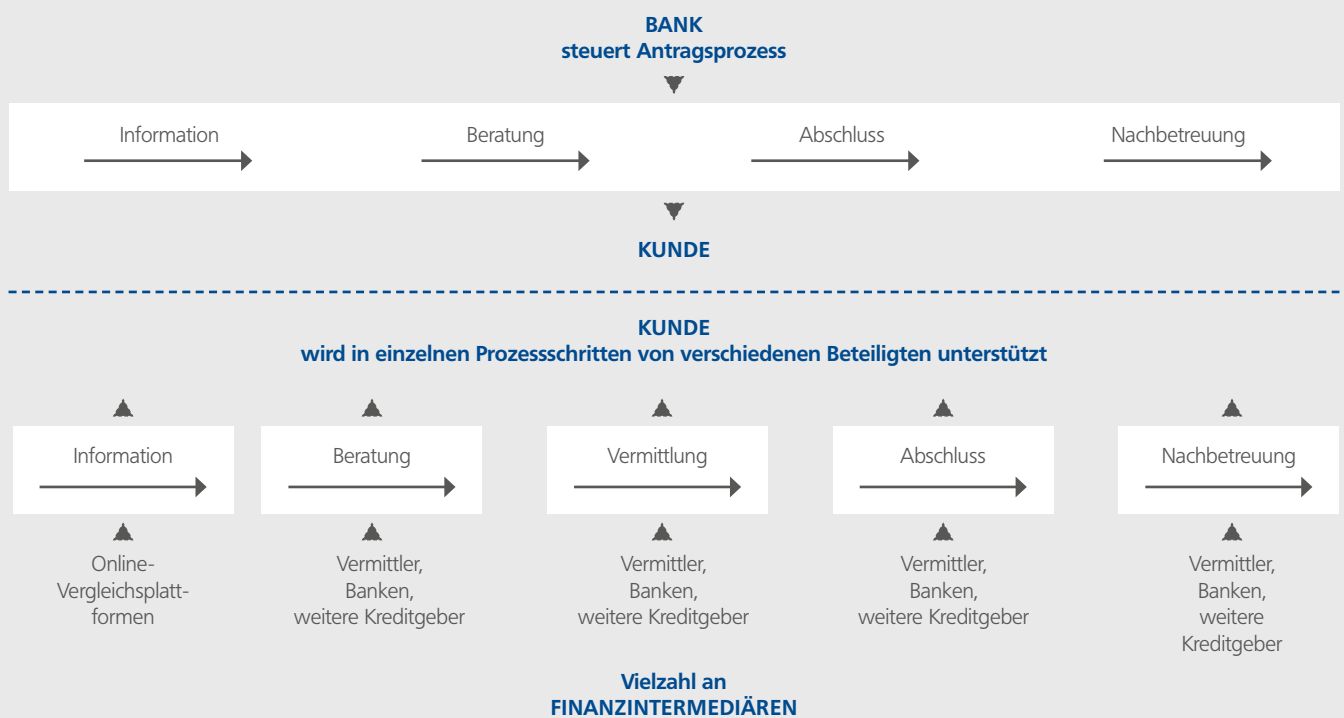 BANK
steuert Antragsprozess
Information
Beratung
Abschluss
Nachbetreuung
KUNDE
KUNDE
wird in einzelnen Prozessschritten von verschiedenen Beteiligten unterstützt
Information
Beratung
Vermittlung
Abschluss
Nachbetreuung
Online-
Vergleichsplatt-
formen
Vermittler,
Banken,
weitere Kreditgeber
Vermittler,
Banken,
weitere Kreditgeber
Vermittler,
Banken,
weitere Kreditgeber
Vermittler,
Banken,
weitere
Kreditgeber
Vielzahl an
FINANZINTERMEDIÄREN